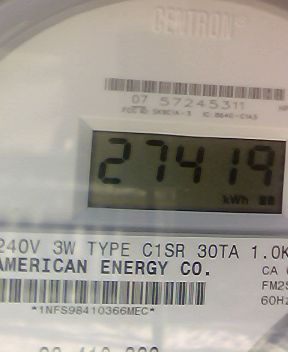 CENTRON®
07 57245311
27419
kWh
240V 3W TYPE C1SR 30TA 1.0K
AMERICAN ENERGY CO.
CA
FM2S
60Hz
*1NFS98410366MEC*